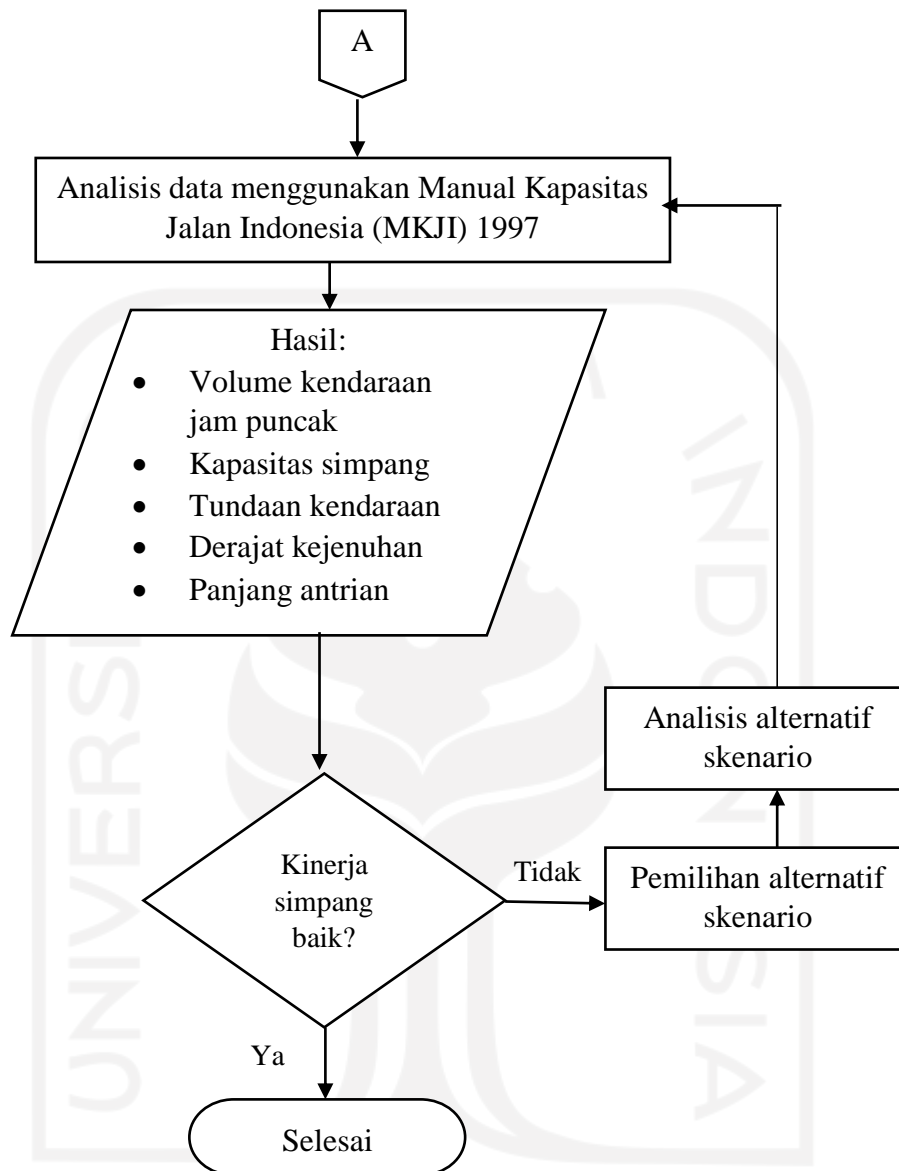 A
Analisis data menggunakan Manual Kapasitas
Jalan Indonesia (MKJI) 1997
Hasil:
• Volume kendaraan
jam puncak
• Kapasitas simpang
• Tundaan kendaraan
• Derajat kejenuhan
• Panjang antrian
Analisis alternatif
skenario
Kinerja
simpang
baik?
Tidak
Pemilihan alternatif
skenario
Ya
Selesai